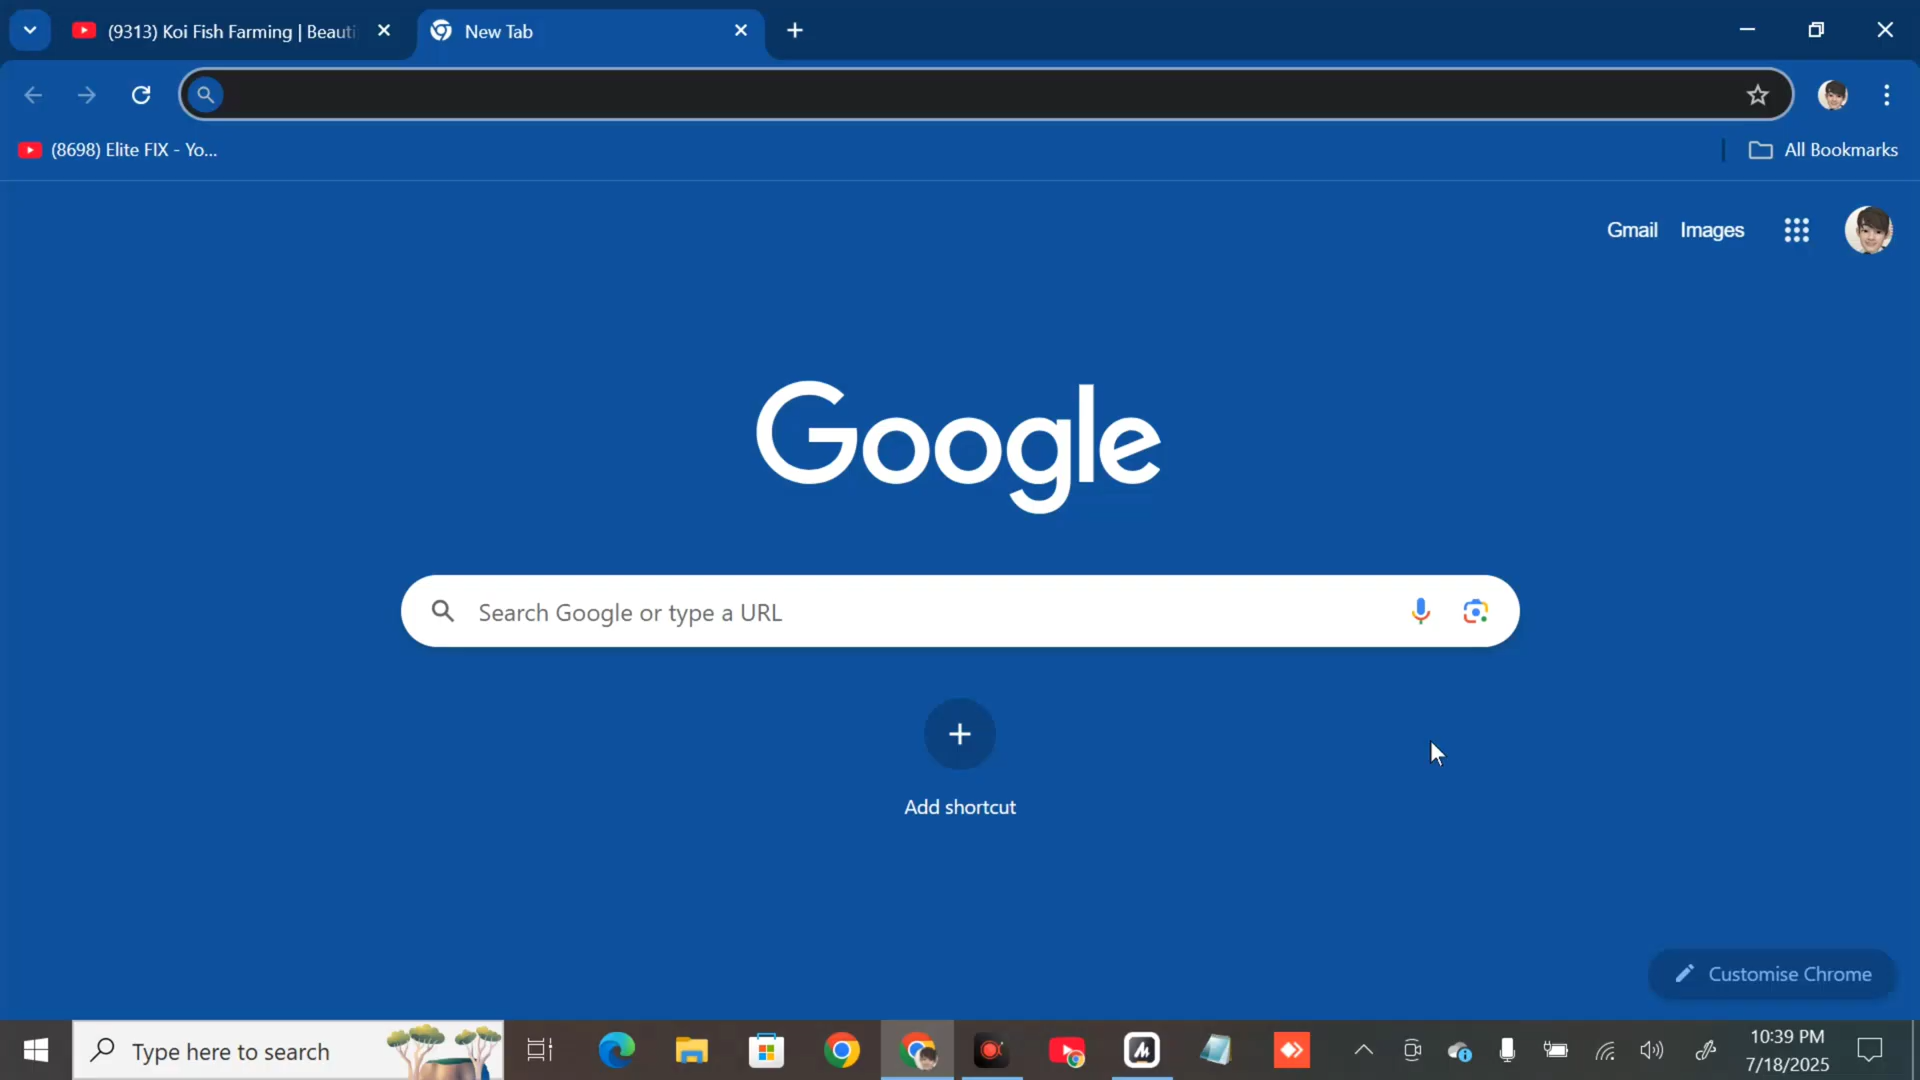 (9313) Koi Fish Farming | Beauti
New Tab
(8698) Elite FIX - Yo...
All Bookmarks
Gmail Images
Google
Search Google or type a URL
Add shortcut
Customise Chrome
Type here to search
10:39 PM
7/18/2025